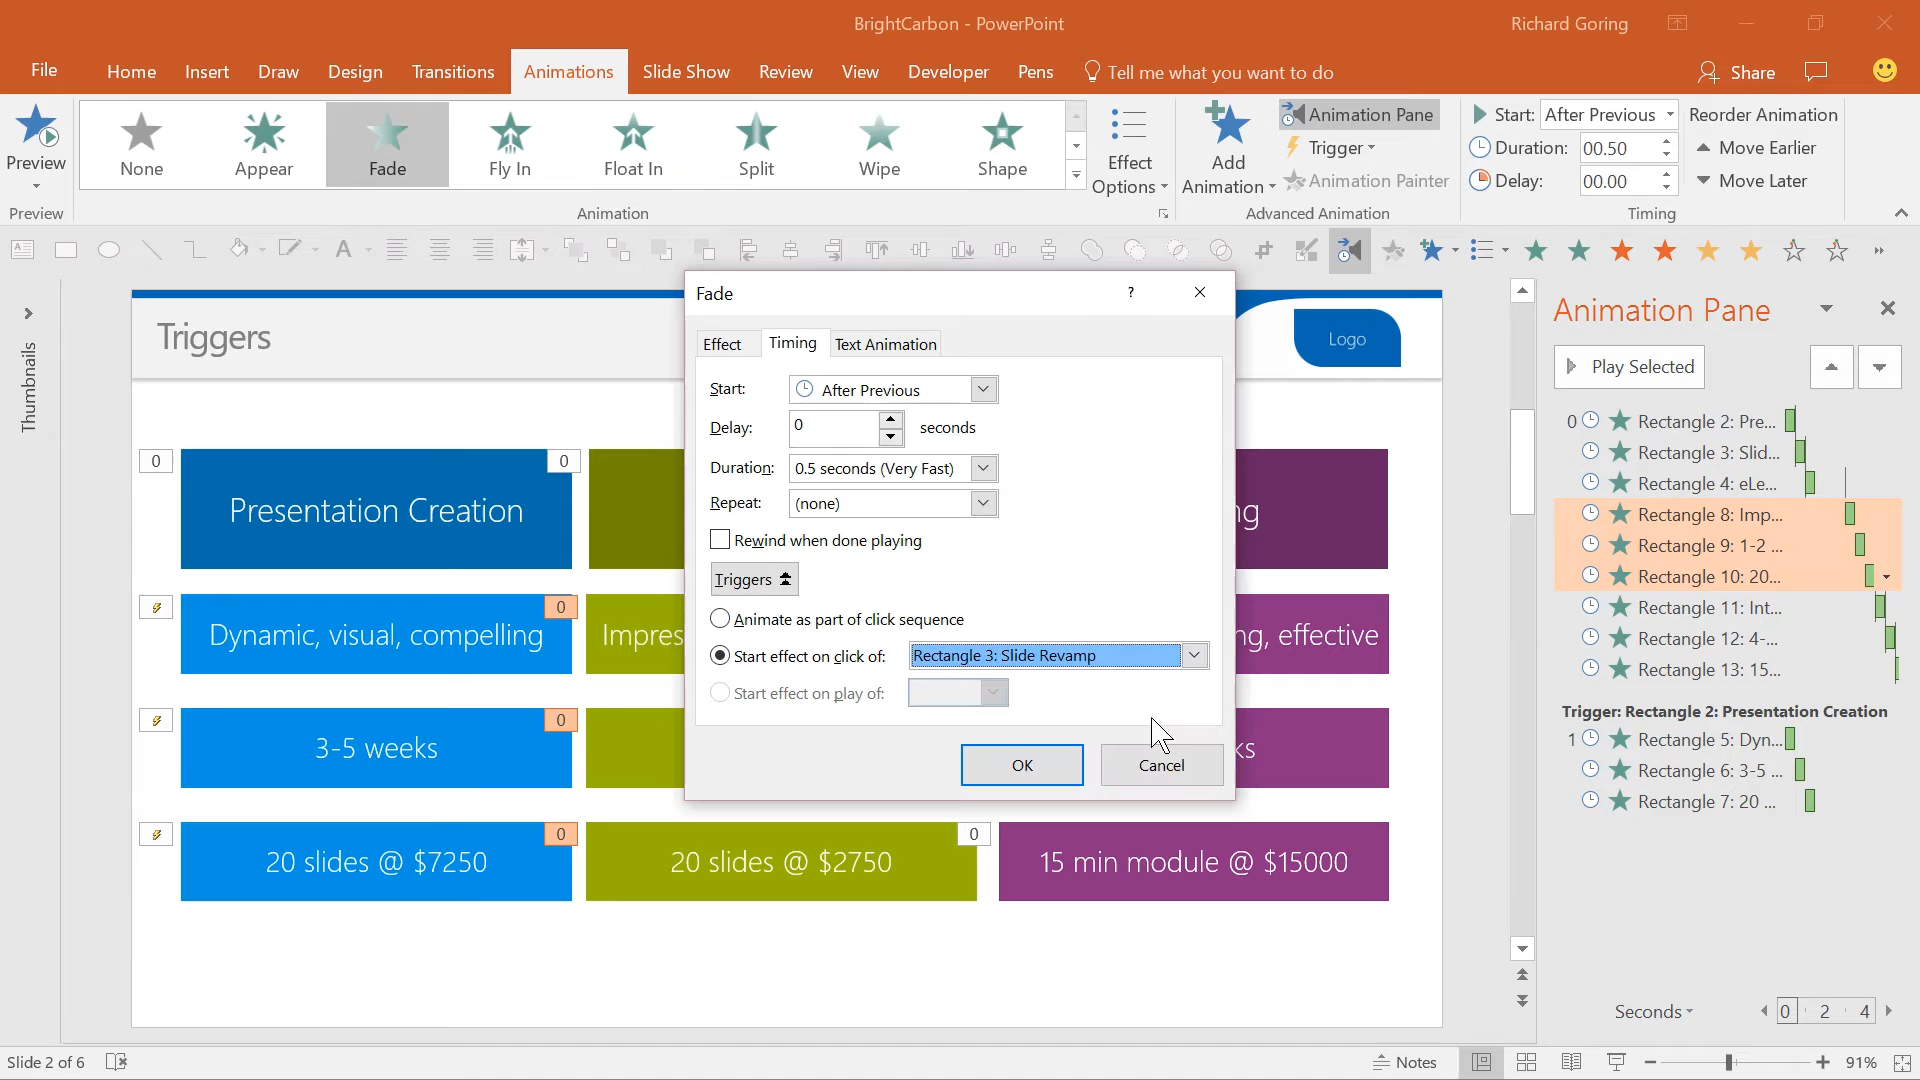 BrightCarbon - PowerPoint
Richard Goring
File
Home
Insert
Draw
Design
Transitions
Animations
Slide Show
Review
View
Developer
Pens
Tell me what you want to do
Share
Preview
None
Appear
Fade
Fly In
Float In
Split
Wipe
Shape
Effect
Options
Add
Animation
Animation Pane
Trigger
Animation Painter
Start:
After Previous
Duration:
00.50
Delay:
00.00
Reorder Animation
Move Earlier
Move Later
Preview
Animation
Advanced Animation
Timing
A
Thumbnails
Triggers
Logo
0
0
Presentation Creation
ng
0
Dynamic, visual, compelling
Impres
ng, effective
0
3-5 weeks
ks
0
20 slides @ $7250
0
20 slides @ $2750
15 min module @ $15000
Fade
?
Effect
Timing
Text Animation
Start:
After Previous
Delay:
0
seconds
Duration:
0.5 seconds (Very Fast)
Repeat:
(none)
Rewind when done playing
Triggers
Animate as part of click sequence
Start effect on click of:
Rectangle 3: Slide Revamp
Start effect on play of:
OK
Cancel
Animation Pane
Play Selected
0
Rectangle 2: Pre...
Rectangle 3: Slid...
Rectangle 4: eLe...
Rectangle 8: Imp...
Rectangle 9: 1-2 ...
Rectangle 10: 20...
Rectangle 11: Int...
Rectangle 12: 4-...
Rectangle 13: 15...
Trigger: Rectangle 2: Presentation Creation
1
Rectangle 5: Dyn...
Rectangle 6: 3-5 ...
Rectangle 7: 20 ...
Seconds
0
2
4
Slide 2 of 6
Notes
91%